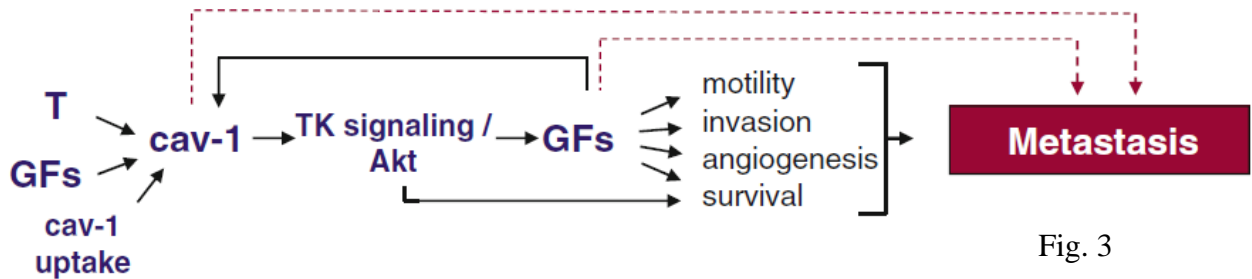 T
GFs
cav-1
uptake
cav-1
TK signaling /
Akt
GFs
motility
invasion
angiogenesis
survival
Metastasis
Fig. 3